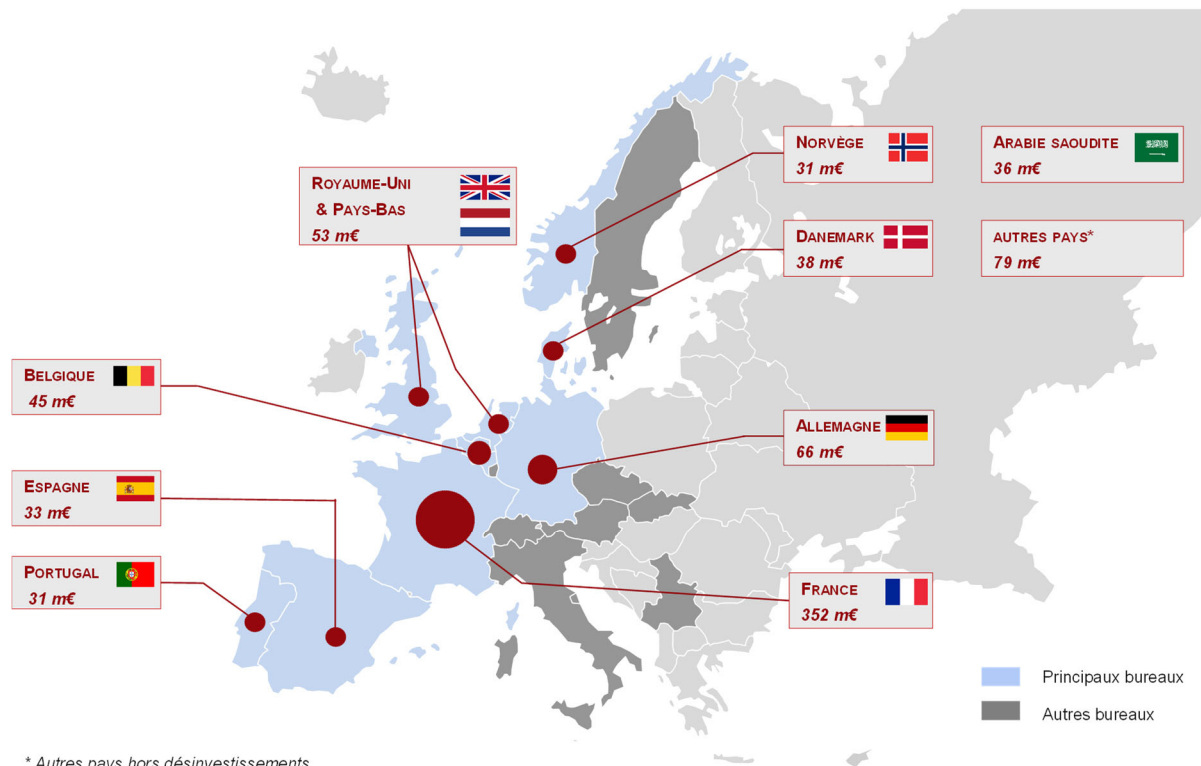 NORVÈGE
31 m€
ARABIE SAOUDITE
36 m€
ROYAUME-UNI
& PAYS-BAS
53 m€
DANEMARK
38 m€
AUTRES PAYS*
79 m€
BELGIQUE
45 m€
ALLEMAGNE
66 m€
ESPAGNE
33 m€
PORTUGAL
31 m€
FRANCE
352 m€
Principaux bureaux
Autres bureaux
* Autres pays hors désinvestissements